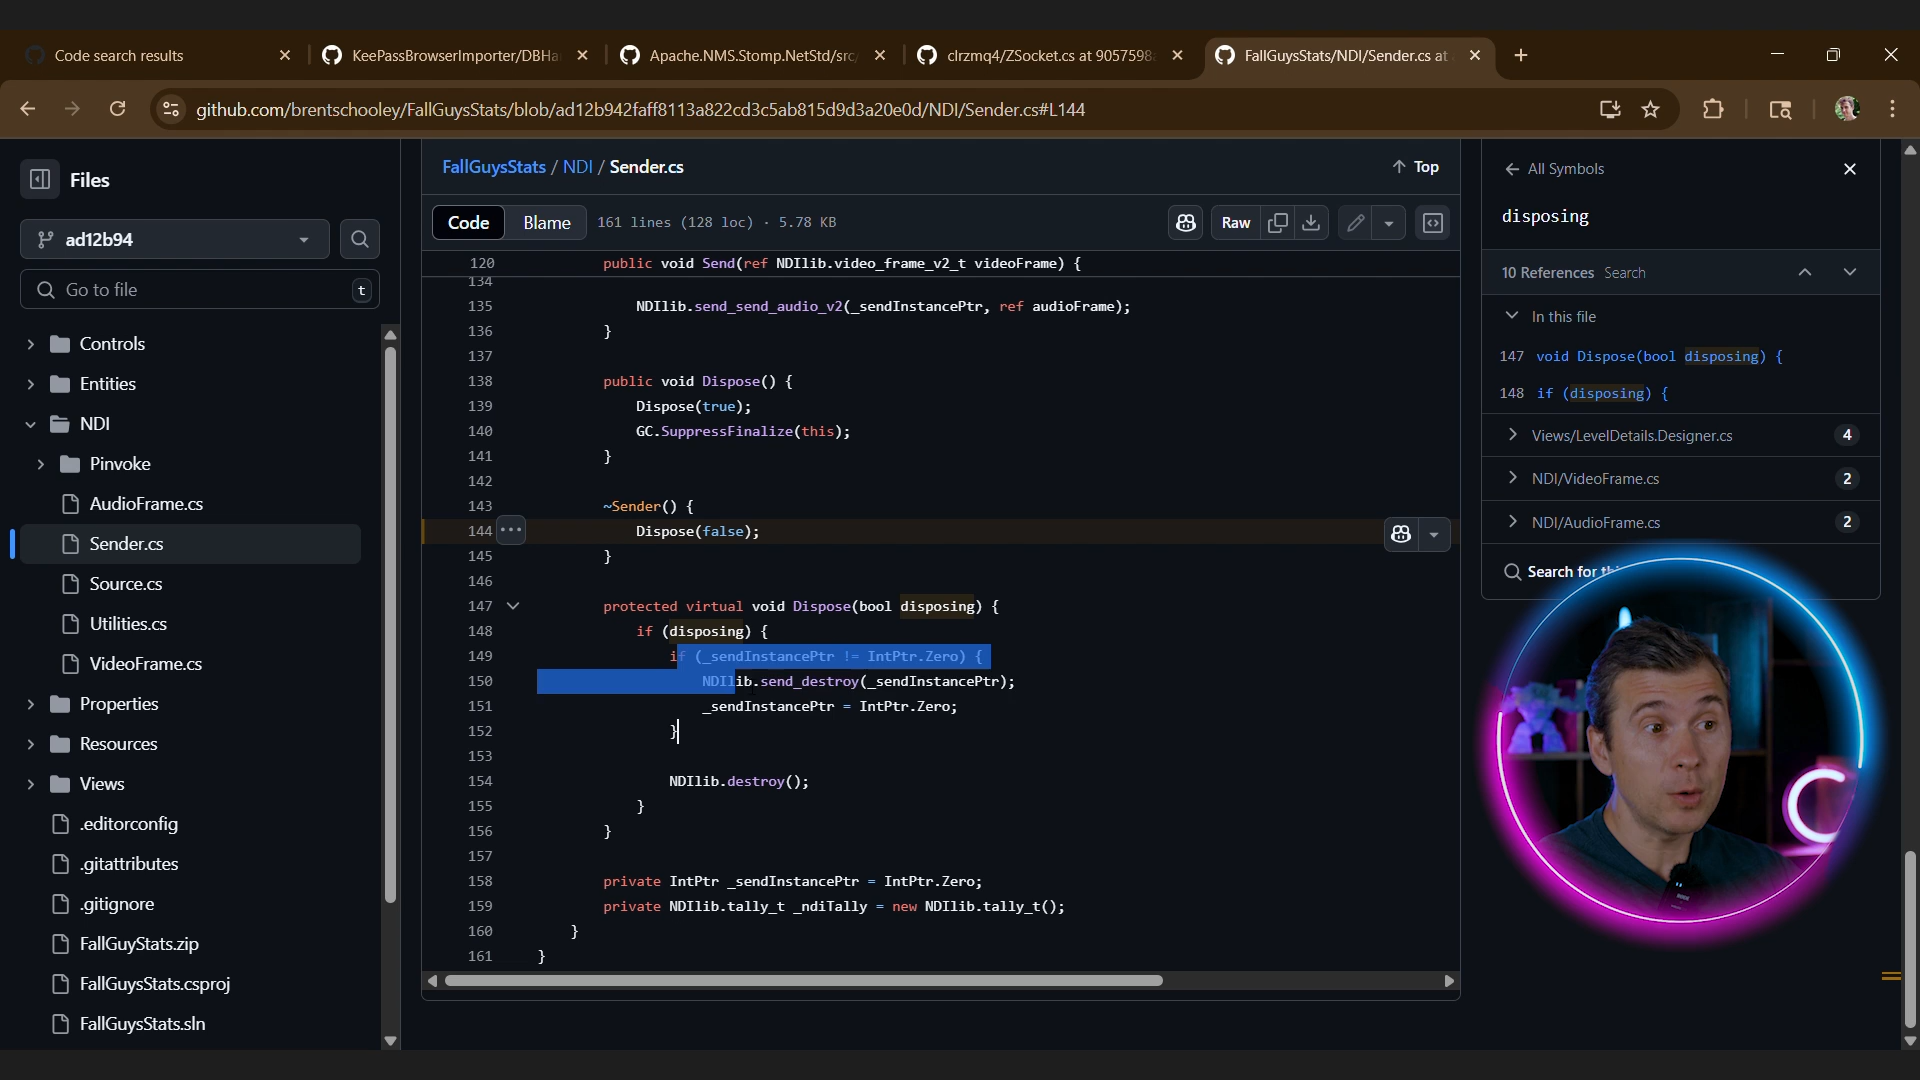 Code search results
KeePassBrowserImporter/DBHa
Apache.NMS.Stomp.NetStd/src/
clrzmq4/ZSocket.cs at 9057598
FallGuysStats/NDI/Sender.cs at
github.com/brentschooley/FallGuysStats/blob/ad12b942faff8113a822cd3c5ab815d9d3a20e0d/NDI/Sender.cs#L144
Files
ad12b94
Go to file
t
Controls
Entities
NDI
Pinvoke
AudioFrame.cs
Sender.cs
Source.cs
Utilities.cs
VideoFrame.cs
Properties
Resources
Views
.editorconfig
.gitattributes
.gitignore
FallGuyStats.zip
FallGuysStats.csproj
FallGuysStats.sln
FallGuysStats / NDI / Sender.cs
Top
Code
Blame
161 lines (128 loc) · 5.78 KB
Raw
120 public void Send(ref NDIlib.video_frame_v2_t videoFrame) {
134
135 NDIlib.send_send_audio_v2(_sendInstancePtr, ref audioFrame);
136 }
137
138 public void Dispose() {
139 Dispose(true);
140 GC.SuppressFinalize(this);
141 }
142
143 ~Sender() {
144 Dispose(false);
145 }
146
147 protected virtual void Dispose(bool disposing) {
148 if (disposing) {
149 if (_sendInstancePtr != IntPtr.Zero) {
150 NDIlib.send_destroy(_sendInstancePtr);
151 _sendInstancePtr = IntPtr.Zero;
152 }
153
154 NDIlib.destroy();
155 }
156 }
157
158 private IntPtr _sendInstancePtr = IntPtr.Zero;
159 private NDIlib.tally_t _ndiTally = new NDIlib.tally_t();
160 }
161 }
All Symbols
disposing
10 References Search
In this file
147 void Dispose(bool disposing) {
148 if (disposing) {
Views/LevelDetails.Designer.cs 4
NDI/VideoFrame.cs 2
NDI/AudioFrame.cs 2
Search for